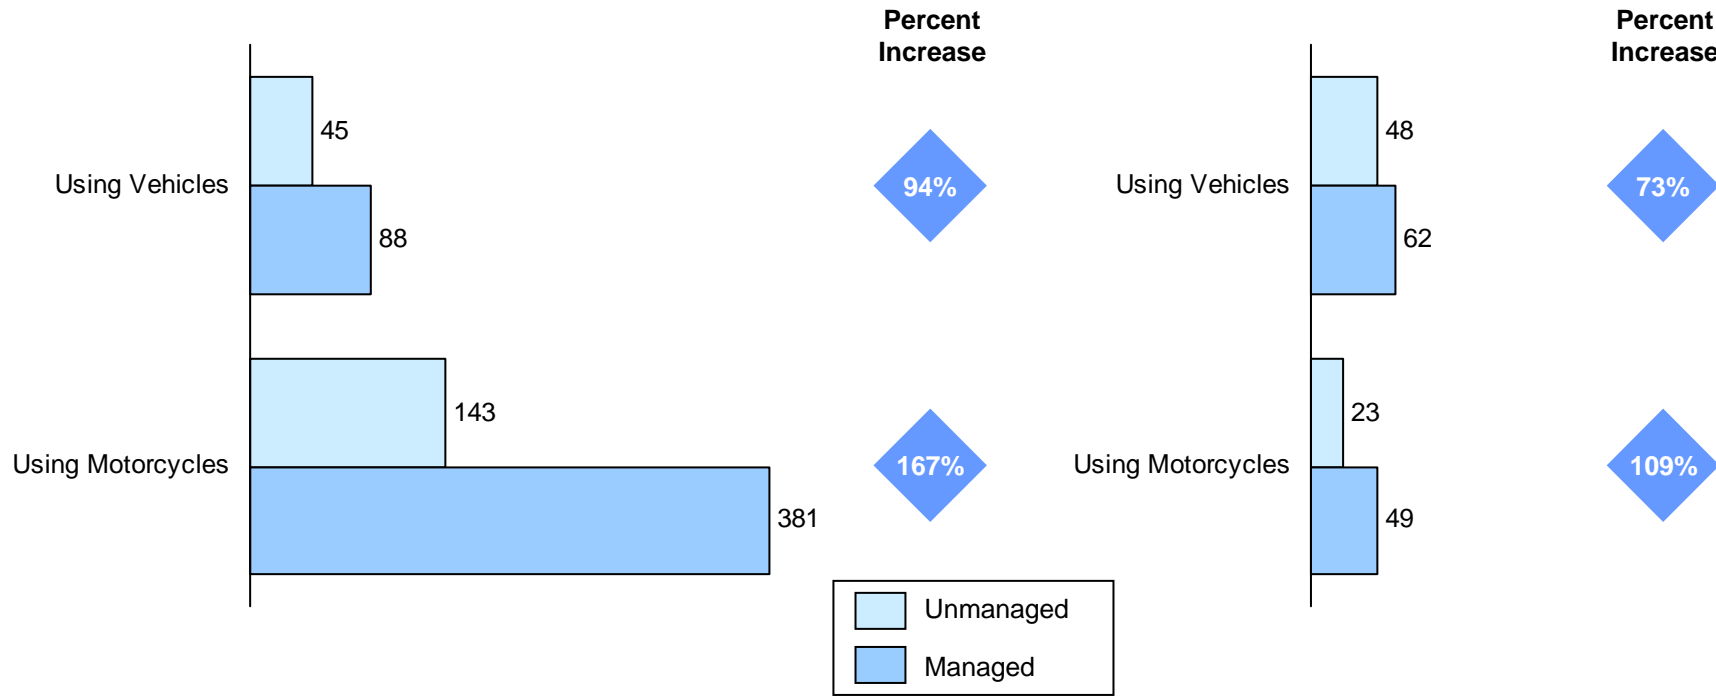 Percent
Increase
Using Vehicles
45
88
94%
Using Motorcycles
143
381
167%
Percent
Increase
Using Vehicles
48
62
73%
Using Motorcycles
23
49
109%
Unmanaged
Managed